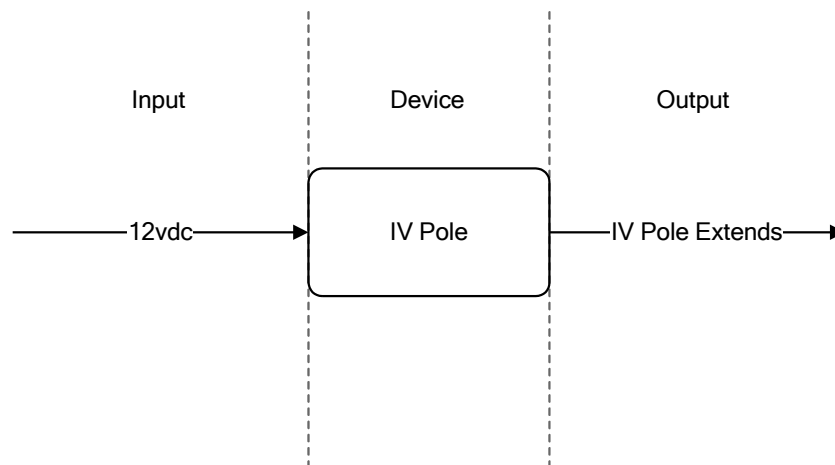 Input
Device
Output
12vdc
IV Pole
IV Pole Extends